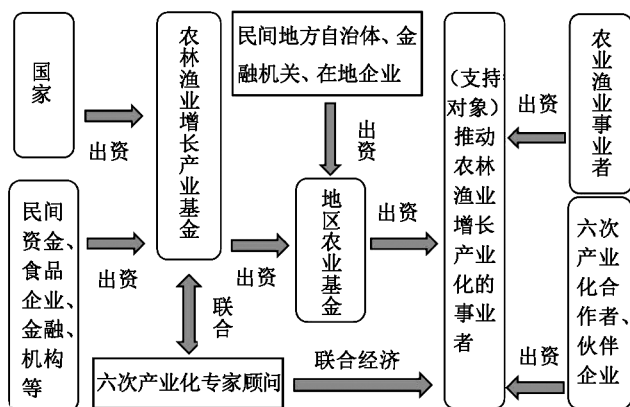 国家
出资
民间
资金、
食品
企业、
金融、
机构
等
出资
农林渔业增长产业基金
联合
六次产业化专家顾问
民间地方自治体、金
融机关、在地企业
出资
出资
地区农业基金
出资
联合经济
（支持
对象）
推动
农林
渔业
增长
产业
化的
事业
者
出资
农业渔业事业者
六次
产业
化合
作者、
伙伴
企业
出资